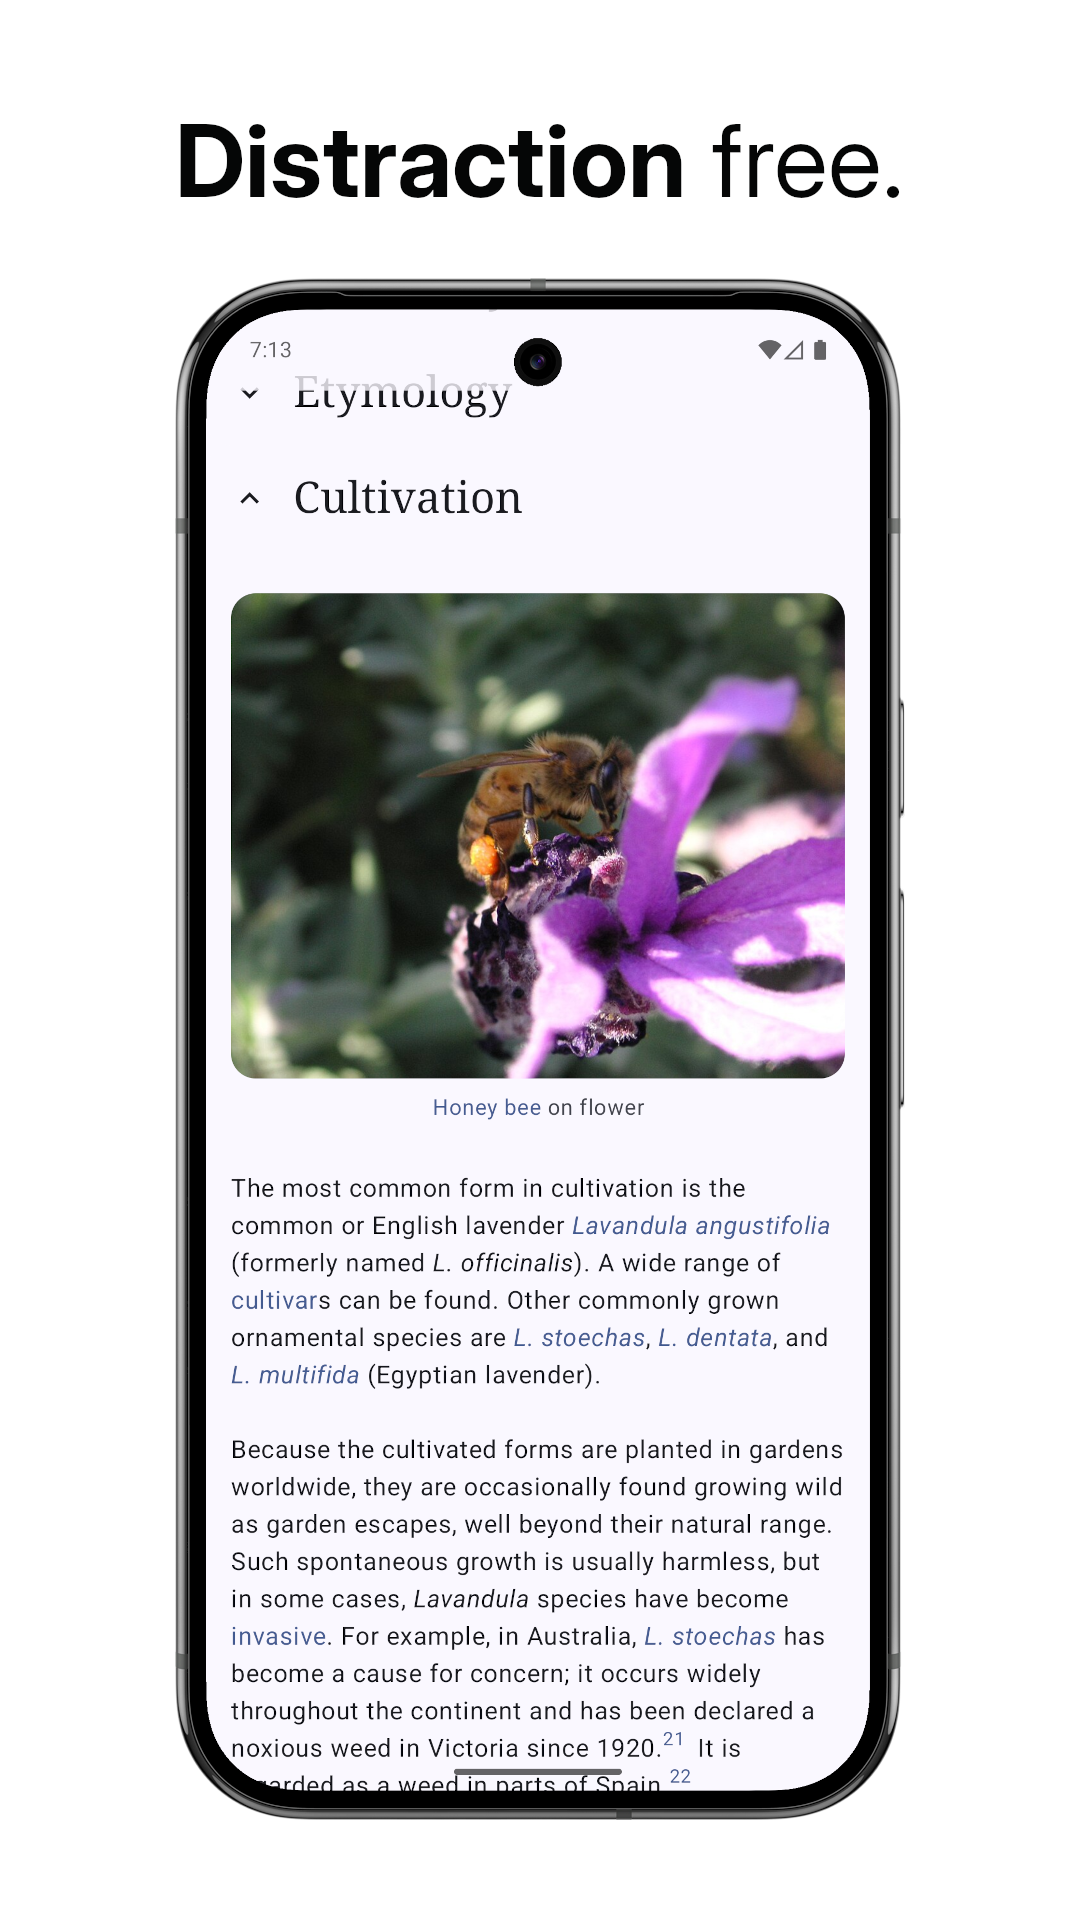 Distraction free.
7:13
Etymology
Cultivation
Honey bee on flower
The most common form in cultivation is the
common or English lavender Lavandula angustifolia
(formerly named L. officinalis). A wide range of
cultivars can be found. Other commonly grown
ornamental species are L. stoechas, L. dentata, and
L. multifida (Egyptian lavender).
Because the cultivated forms are planted in gardens
worldwide, they are occasionally found growing wild
as garden escapes, well beyond their natural range.
Such spontaneous growth is usually harmless, but
in some cases, Lavandula species have become
invasive. For example, in Australia, L. stoechas has
become a cause for concern; it occurs widely
throughout the continent and has been declared a
noxious weed in Victoria since 1920.21 It is
as a weed in parts of Spain.22